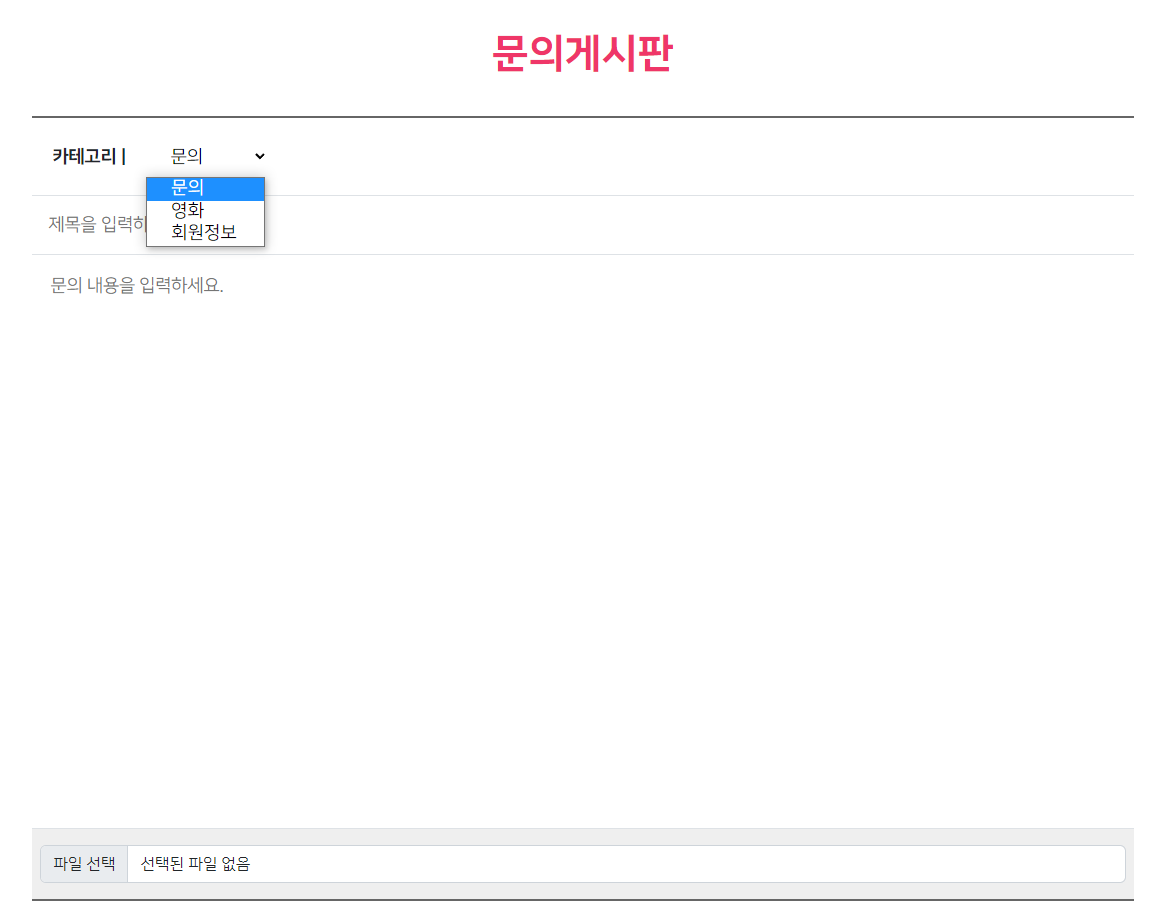 문의게시판
카테고리 | 문의
문의
영화
회원정보
제목을 입력하
문의 내용을 입력하세요.
파일 선택 선택된 파일 없음